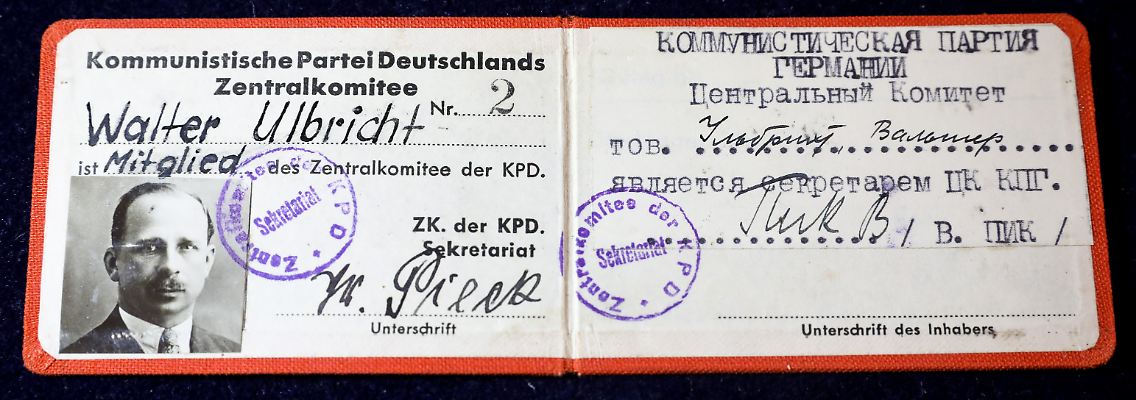 Kommunistische Partei Deutschlands
Zentralkomitee
Nr. 2
Walter Ulbricht
ist Mitglied des Zentralkomitee der KPD.
Zentralkomitee der KPD
Sekretariat
ZK. der KPD.
Sekretariat
W. Pieck
Unterschrift
КОММУНИСТИЧЕСКАЯ ПАРТИЯ
ГЕРМАНИИ
Центральный Комитет
тов. Ульбрихт Вальтер
является секретарем ЦК КПГ.
Пик В / В. ПИК /
Zentralkomitee der KPD
Sekretariat
Unterschrift des Inhabers